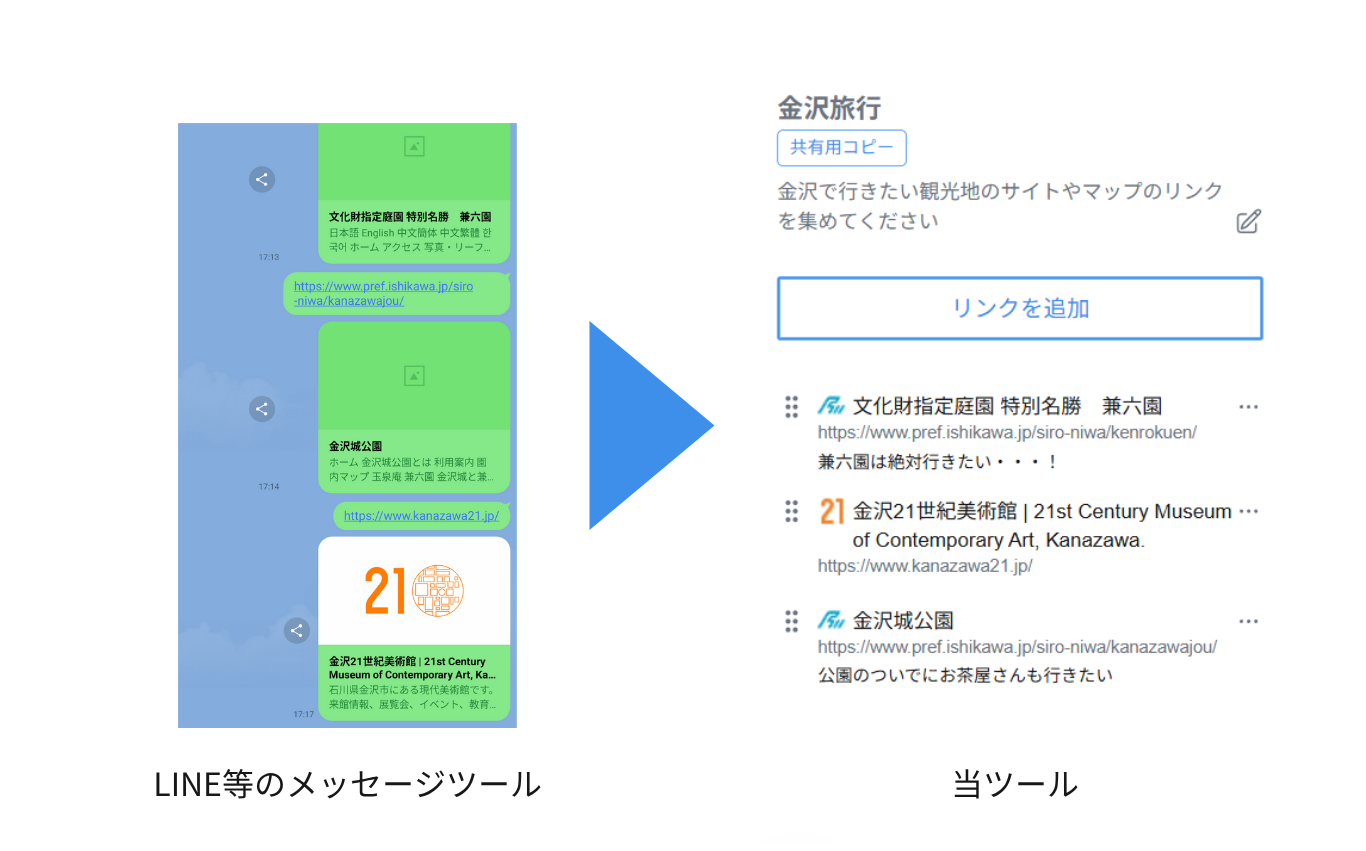 文化財指定庭園 特別名勝　兼六園
日本語 English 中文簡体 中文繁體 한
국어 ホーム アクセス 写真・リーフ...
17:13
https://www.pref.ishikawa.jp/siro
-niwa/kanazawajou/
金沢城公園
ホーム 金沢城公園とは 利用案内 園
内マップ 玉泉庵 兼六園 金沢城と兼...
17:14
https://www.kanazawa21.jp/
21
金沢21世紀美術館 | 21st Century
Museum of Contemporary Art, Ka...
石川県金沢市にある現代美術館です。
来館情報、展覧会、イベント、教育...
17:17
LINE等のメッセージツール
金沢旅行
共有用コピー
金沢で行きたい観光地のサイトやマップのリンク
を集めてください
リンクを追加
文化財指定庭園 特別名勝　兼六園
https://www.pref.ishikawa.jp/siro-niwa/kenrokuen/
兼六園は絶対行きたい・・・！
21 金沢21世紀美術館 | 21st Century Museum
of Contemporary Art, Kanazawa.
https://www.kanazawa21.jp/
金沢城公園
https://www.pref.ishikawa.jp/siro-niwa/kanazawajou/
公園のついでにお茶屋さんも行きたい
当ツール